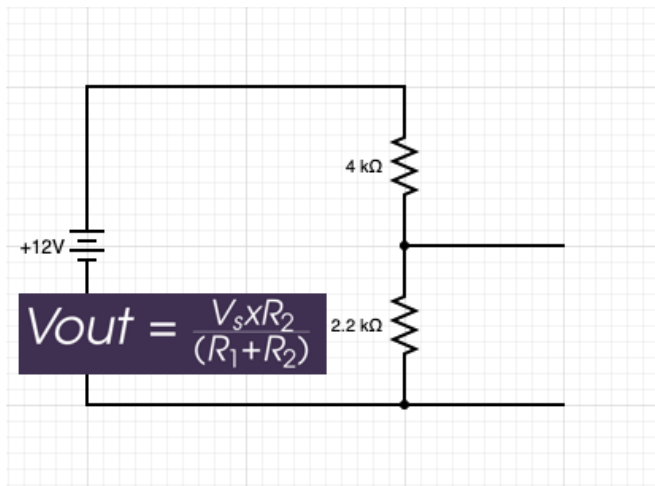 4 kΩ
+12V
Vout = VₛxR₂/(R₁+R₂)
2.2 kΩ